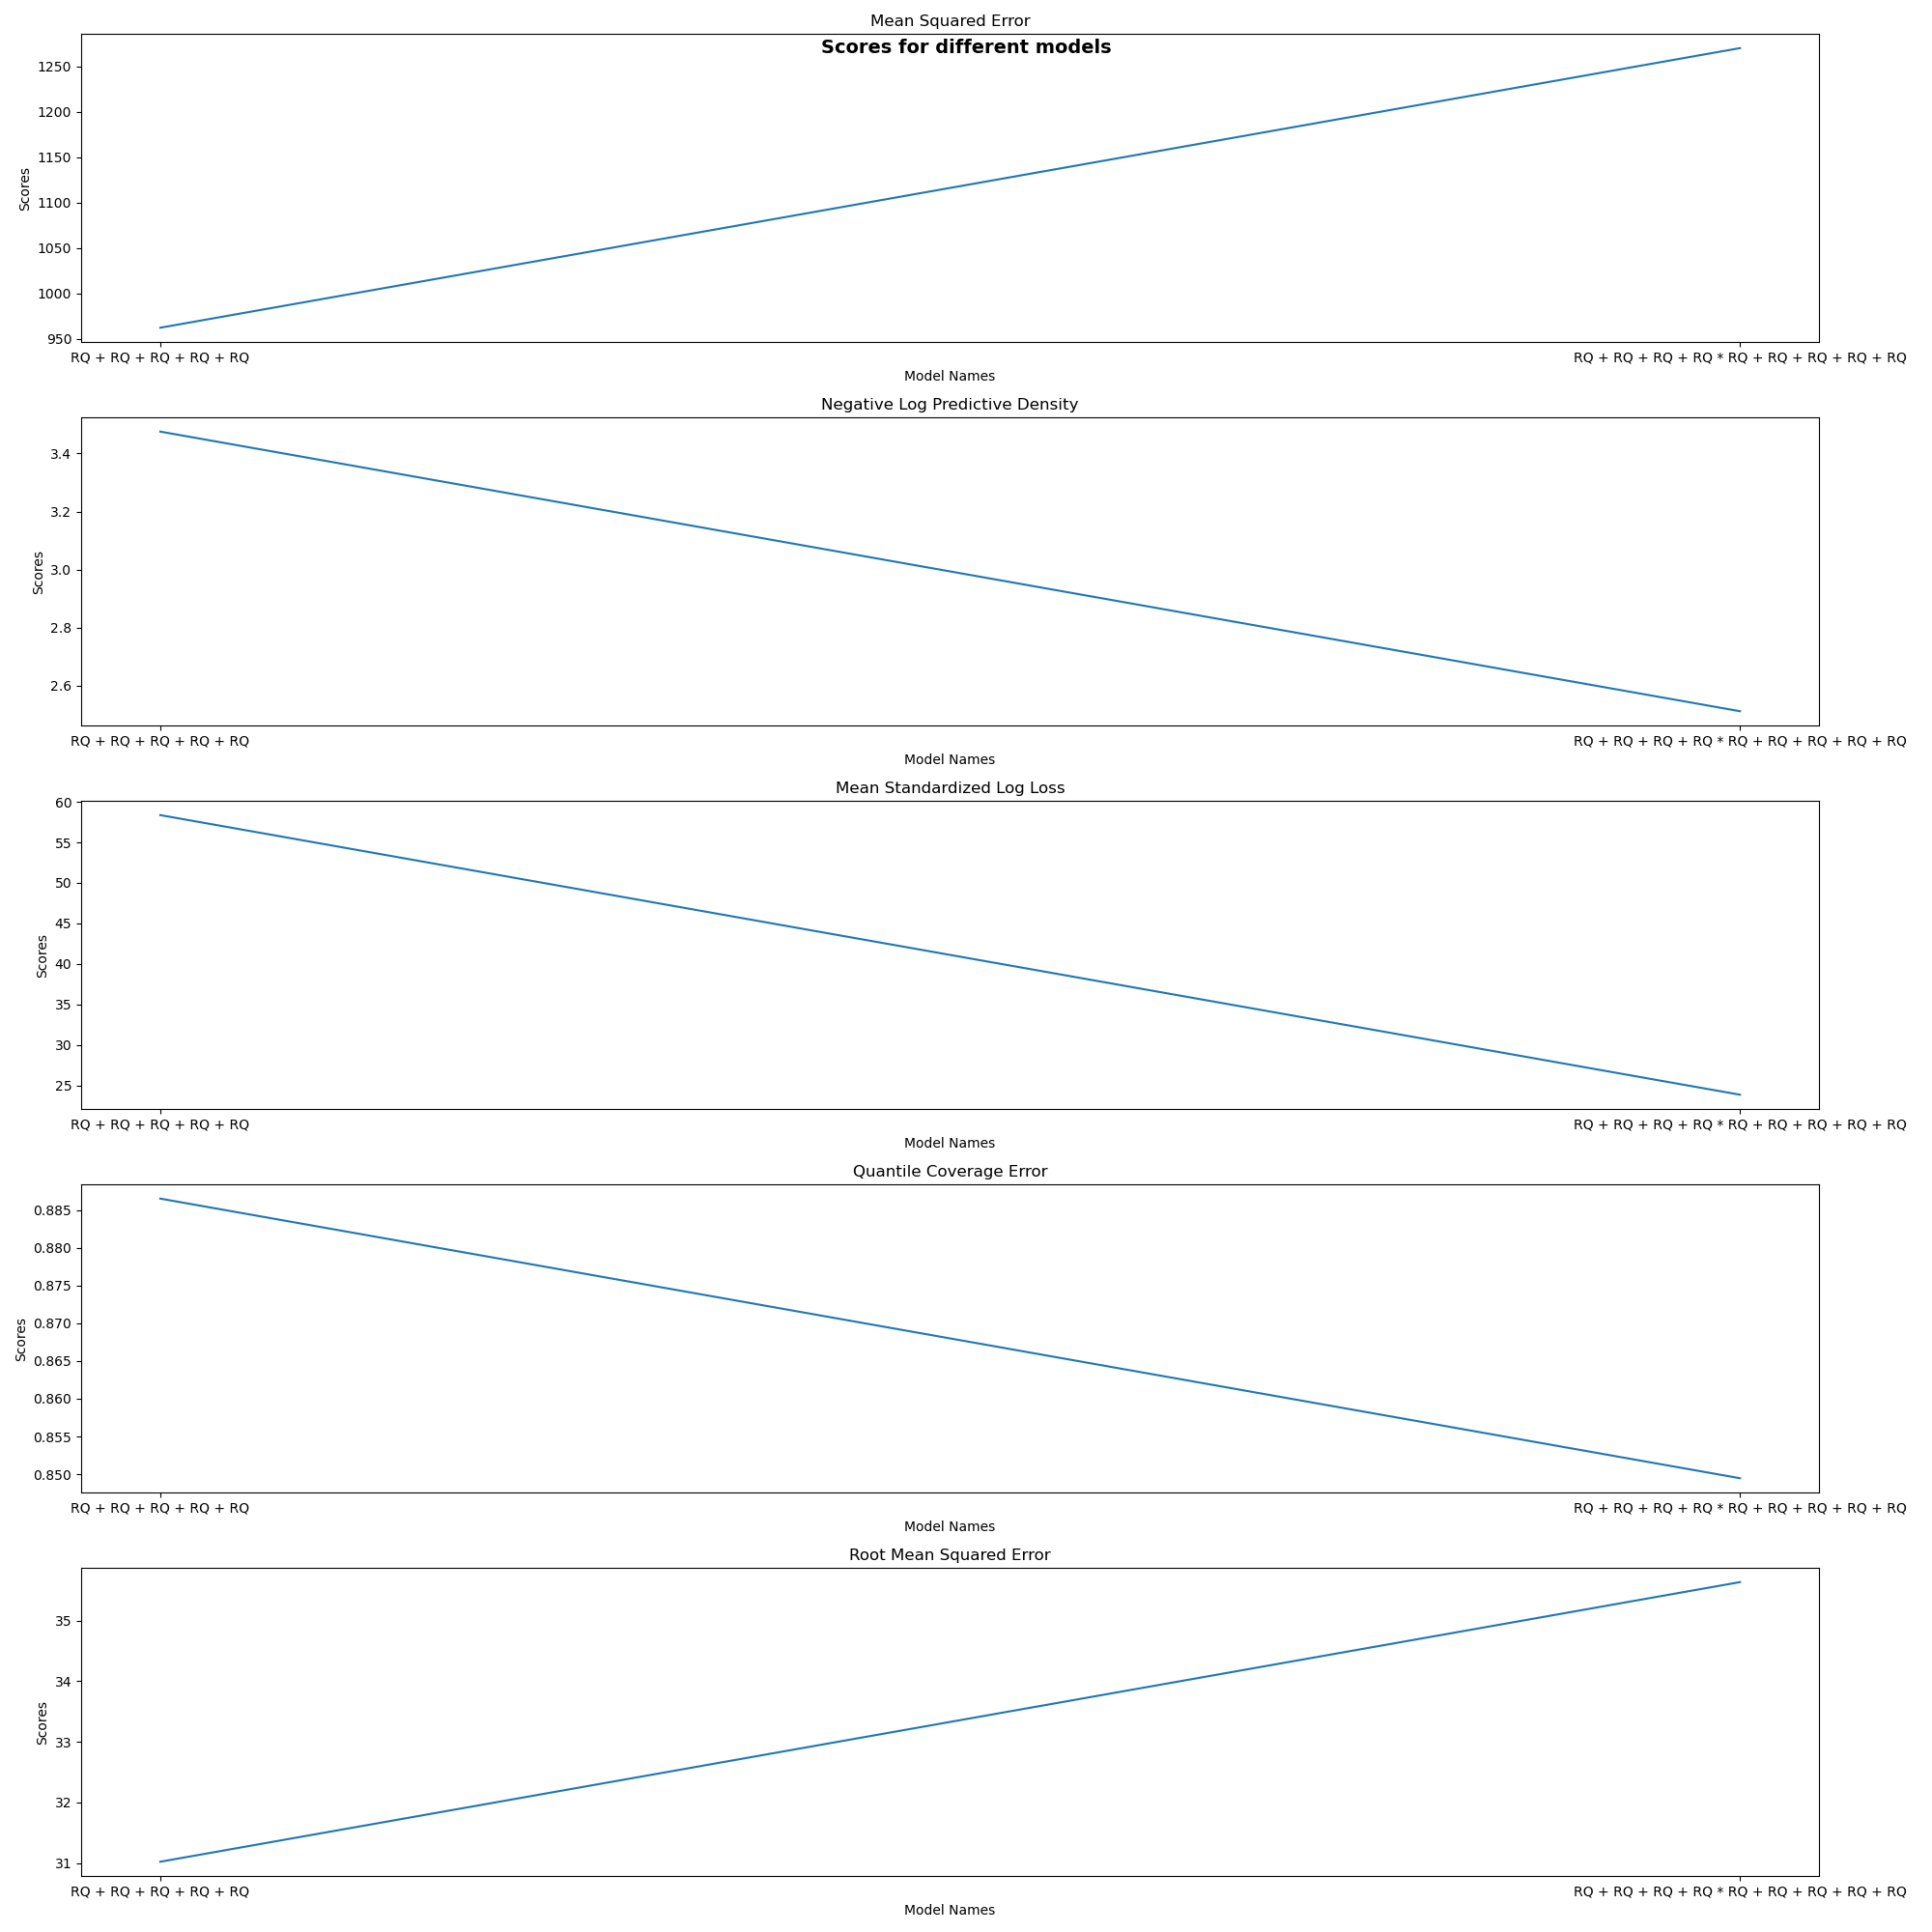 Mean Squared Error
Scores for different models
1250
1200
1150
1100
1050
1000
950
Scores
RQ + RQ + RQ + RQ + RQ
RQ + RQ + RQ + RQ * RQ + RQ + RQ + RQ + RQ
Model Names
Negative Log Predictive Density
3.4
3.2
3.0
2.8
2.6
Scores
RQ + RQ + RQ + RQ + RQ
RQ + RQ + RQ + RQ * RQ + RQ + RQ + RQ + RQ
Model Names
Mean Standardized Log Loss
60
55
50
45
40
35
30
25
Scores
RQ + RQ + RQ + RQ + RQ
RQ + RQ + RQ + RQ * RQ + RQ + RQ + RQ + RQ
Model Names
Quantile Coverage Error
0.885
0.880
0.875
0.870
0.865
0.860
0.855
0.850
Scores
RQ + RQ + RQ + RQ + RQ
RQ + RQ + RQ + RQ * RQ + RQ + RQ + RQ + RQ
Model Names
Root Mean Squared Error
35
34
33
32
31
Scores
RQ + RQ + RQ + RQ + RQ
RQ + RQ + RQ + RQ * RQ + RQ + RQ + RQ + RQ
Model Names